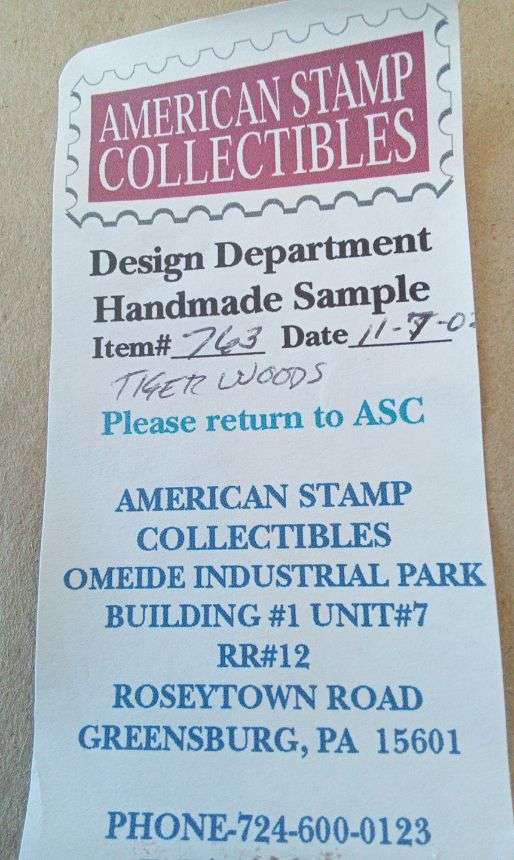 AMERICAN STAMP
COLLECTIBLES
Design Department
Handmade Sample
Item# 763 Date 11-7-0
TIGER WOODS
Please return to ASC
AMERICAN STAMP
COLLECTIBLES
OMEIDE INDUSTRIAL PARK
BUILDING #1 UNIT#7
RR#12
ROSEYTOWN ROAD
GREENSBURG, PA 15601
PHONE-724-600-0123